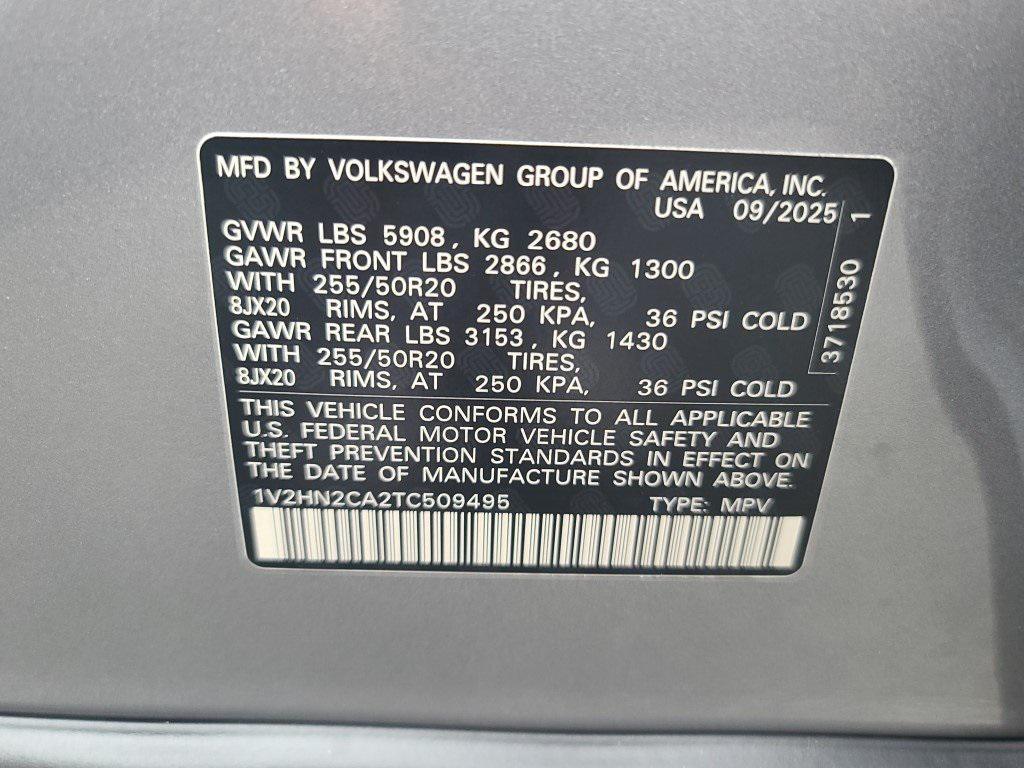 MFD BY VOLKSWAGEN GROUP OF AMERICA, INC.
USA 09/2025
GVWR LBS 5908, KG 2680
GAWR FRONT LBS 2866, KG 1300
WITH 255/50R20 TIRES,
8JX20 RIMS, AT 250 KPA, 36 PSI COLD
GAWR REAR LBS 3153, KG 1430
WITH 255/50R20 TIRES,
8JX20 RIMS, AT 250 KPA, 36 PSI COLD
THIS VEHICLE CONFORMS TO ALL APPLICABLE
U.S. FEDERAL MOTOR VEHICLE SAFETY AND
THEFT PREVENTION STANDARDS IN EFFECT ON
THE DATE OF MANUFACTURE SHOWN ABOVE.
1V2HN2CA2TC509495 TYPE: MPV
3718530 1